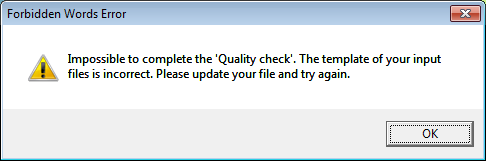 Forbidden Words Error
Impossible to complete the 'Quality check'. The template of your input
files is incorrect. Please update your file and try again.
OK